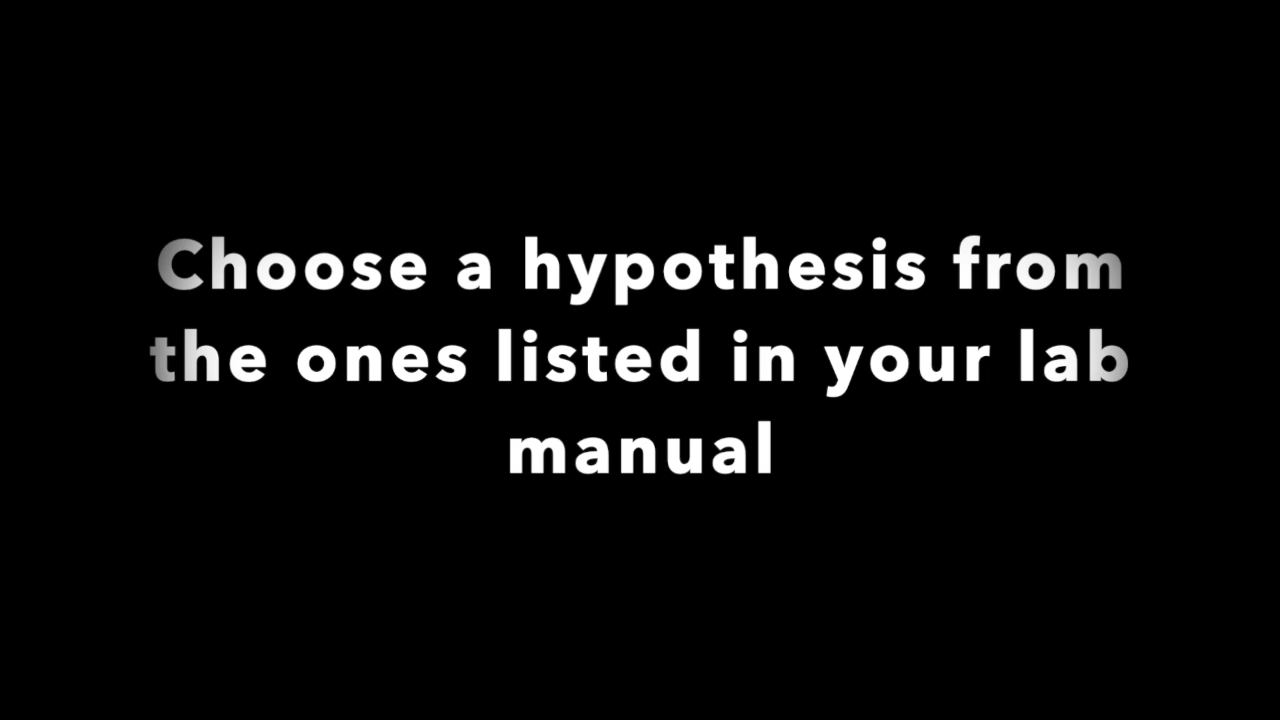 Choose a hypothesis from
the ones listed in your lab
manual